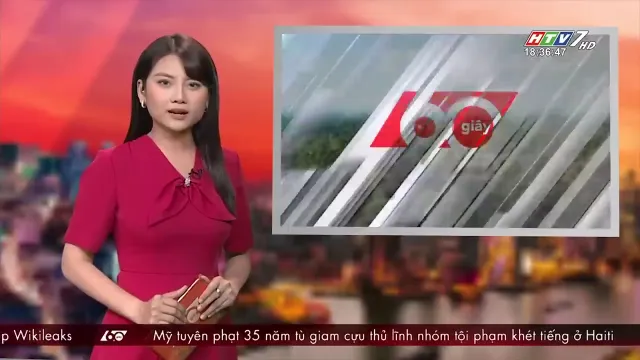 HTV7 HD
18:36:47
60 giây
p Wikileaks 60 Mỹ tuyên phạt 35 năm tù giam cựu thủ lĩnh nhóm tội phạm khét tiếng ở Haiti